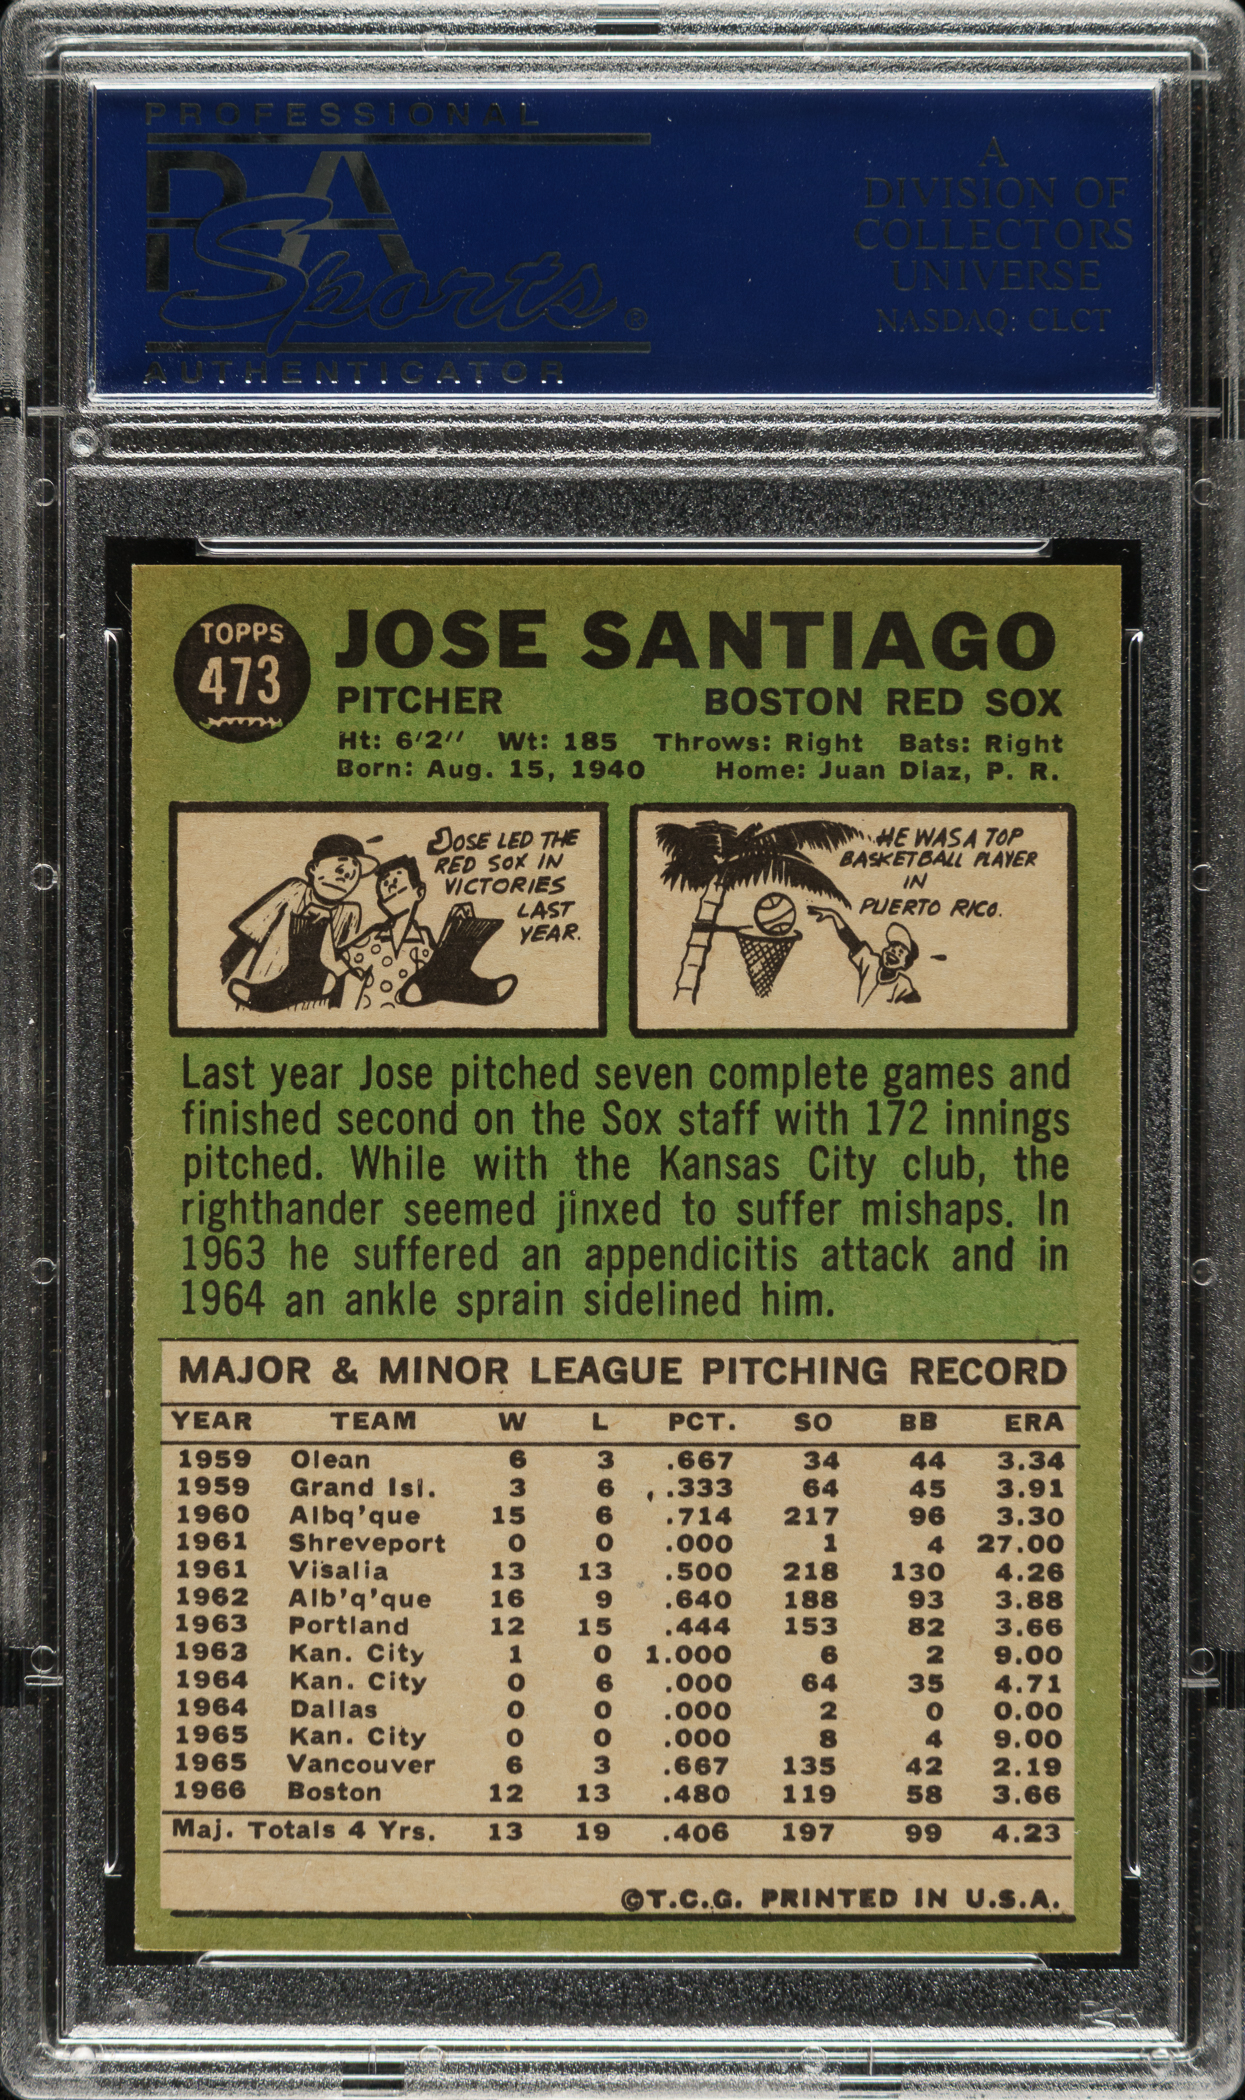 PROFESSIONAL
PSA
Sports®
AUTHENTICATOR
A
DIVISION OF
COLLECTORS
UNIVERSE
NASDAQ: CLCT
TOPPS
473
JOSE SANTIAGO
PITCHER BOSTON RED SOX
Ht: 6'2'' Wt: 185 Throws: Right Bats: Right
Born: Aug. 15, 1940 Home: Juan Diaz, P. R.
JOSE LED THE
RED SOX IN
VICTORIES
LAST
YEAR.
HE WAS A TOP
BASKETBALL PLAYER
IN
PUERTO RICO.
Last year Jose pitched seven complete games and
finished second on the Sox staff with 172 innings
pitched. While with the Kansas City club, the
righthander seemed jinxed to suffer mishaps. In
1963 he suffered an appendicitis attack and in
1964 an ankle sprain sidelined him.
MAJOR & MINOR LEAGUE PITCHING RECORD
YEAR TEAM W L PCT. SO BB ERA
1959 Olean 6 3 .667 34 44 3.34
1959 Grand Isl. 3 6 .333 64 45 3.91
1960 Albq'que 15 6 .714 217 96 3.30
1961 Shreveport 0 0 .000 1 4 27.00
1961 Visalia 13 13 .500 218 130 4.26
1962 Alb'q'que 16 9 .640 188 93 3.88
1963 Portland 12 15 .444 153 82 3.66
1963 Kan. City 1 0 1.000 6 2 9.00
1964 Kan. City 0 6 .000 64 35 4.71
1964 Dallas 0 0 .000 2 0 0.00
1965 Kan. City 0 0 .000 8 4 9.00
1965 Vancouver 6 3 .667 135 42 2.19
1966 Boston 12 13 .480 119 58 3.66
Maj. Totals 4 Yrs. 13 19 .406 197 99 4.23
©T.C.G. PRINTED IN U.S.A.
PSA